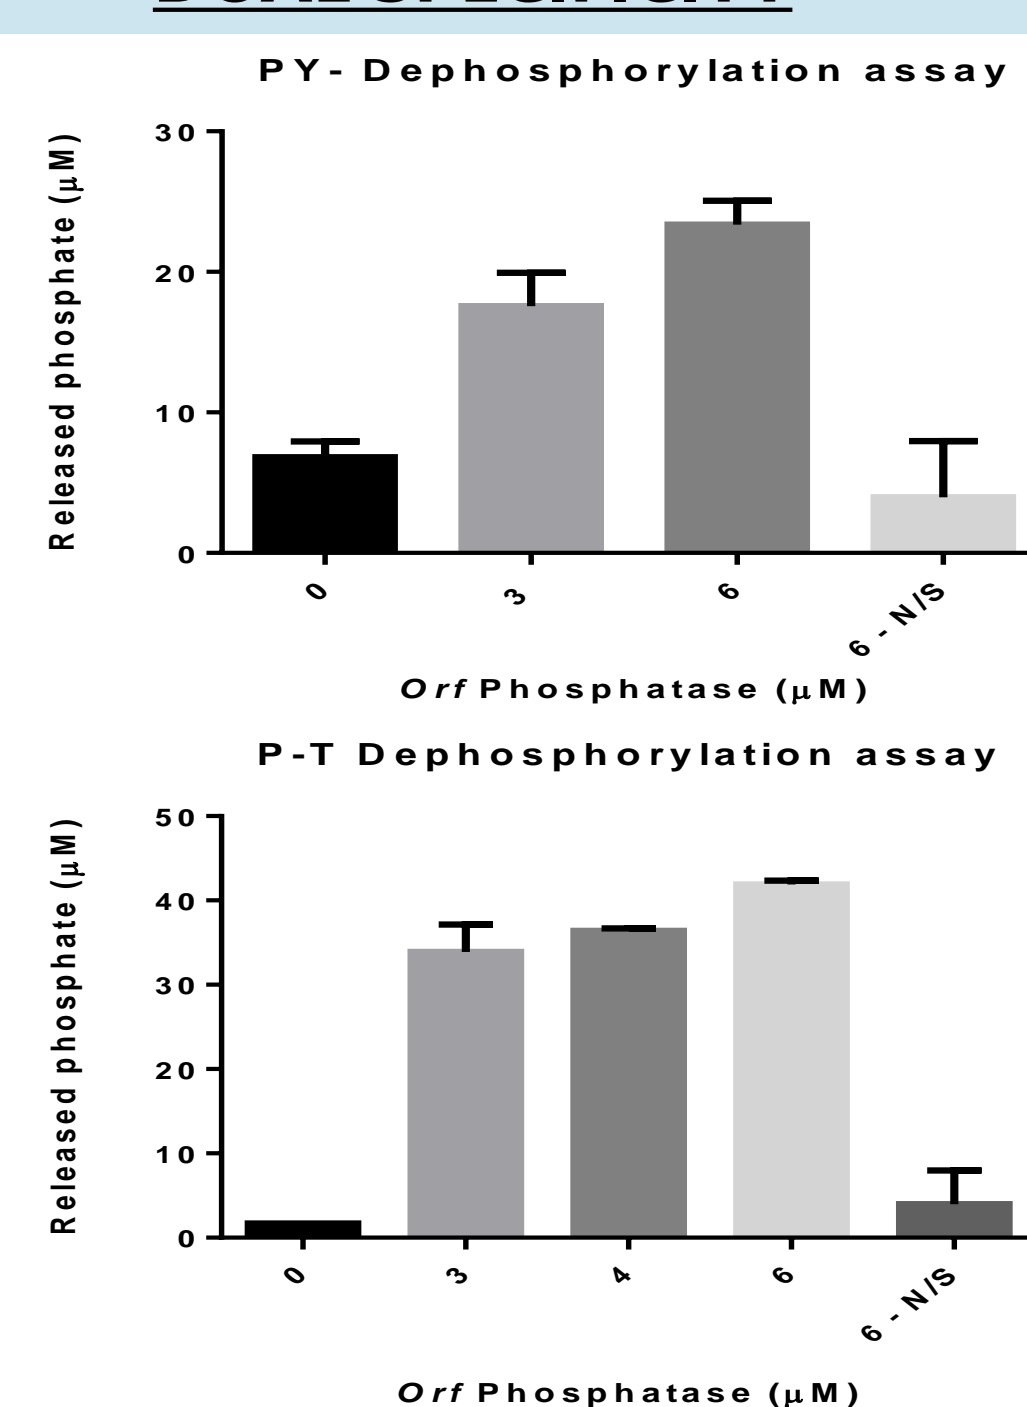 PY- Dephosphorylation assay
Released phosphate (μM)
30
20
10
0
0
3
6
6 - N/S
Orf Phosphatase (μM)
P-T Dephosphorylation assay
Released phosphate (μM)
50
40
30
20
10
0
0
3
4
6
6 - N/S
Orf Phosphatase (μM)